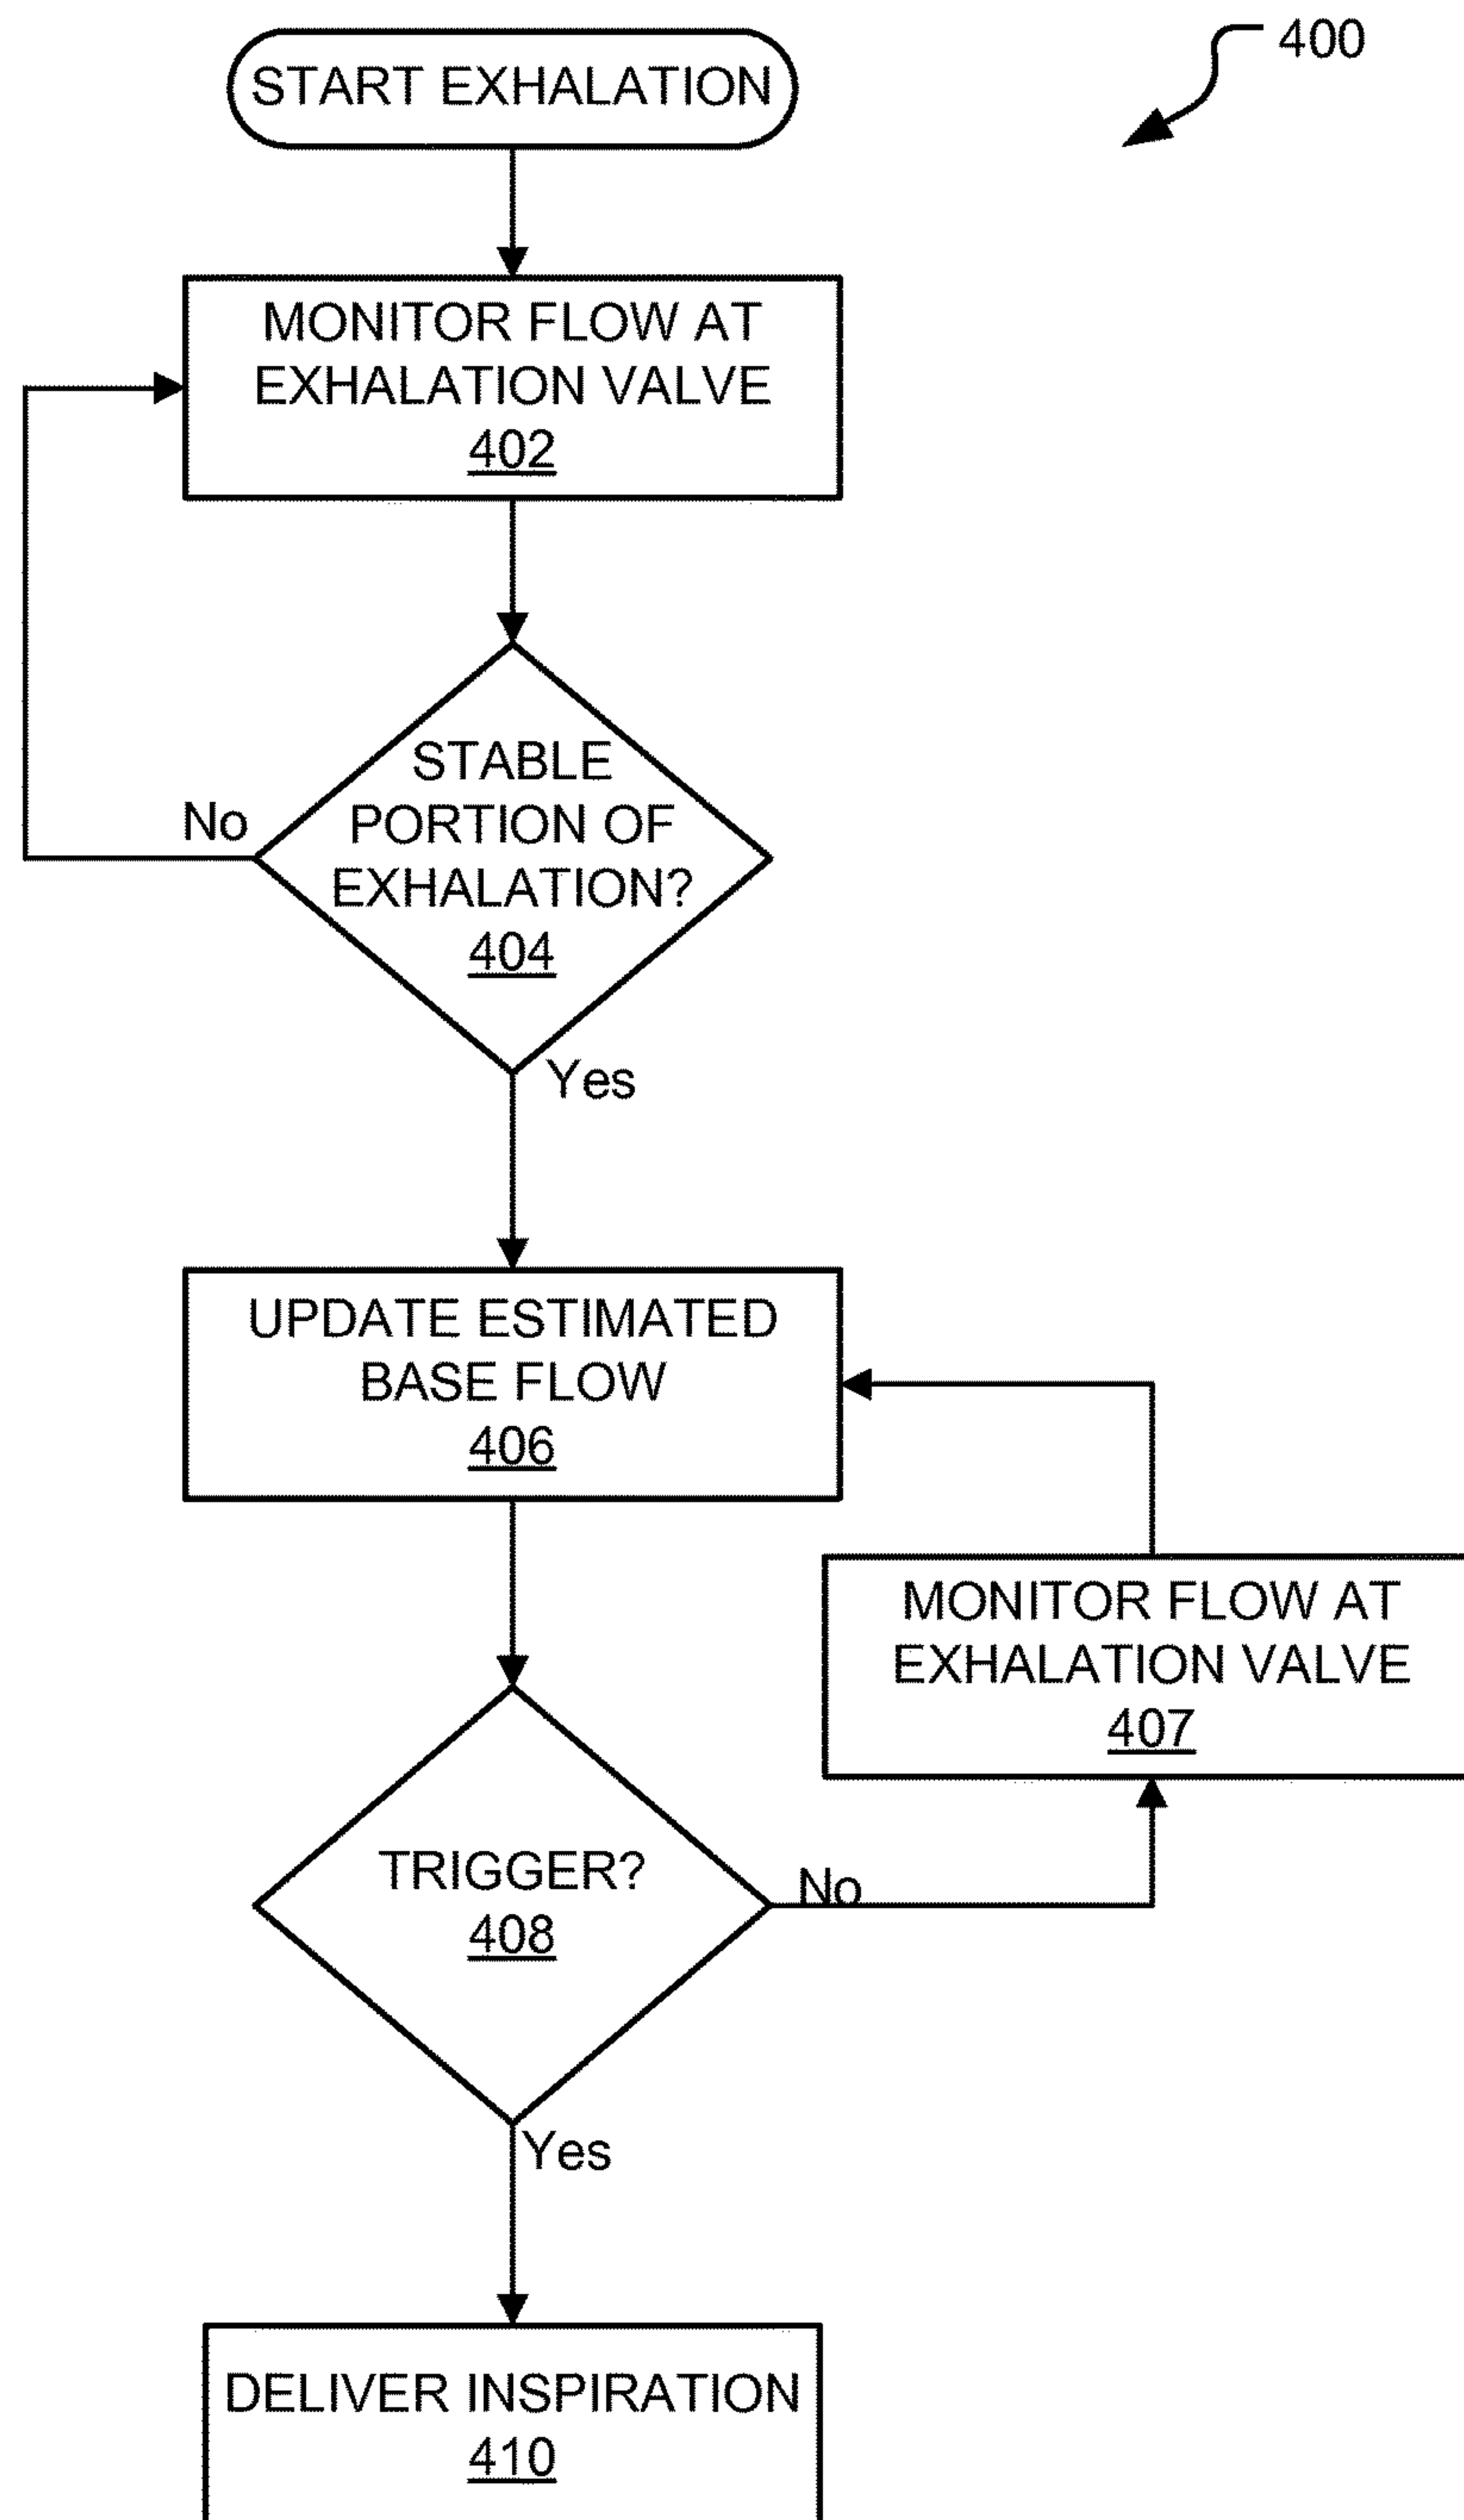 400
START EXHALATION
MONITOR FLOW AT
EXHALATION VALVE
402
STABLE
PORTION OF
EXHALATION?
404
No
Yes
UPDATE ESTIMATED
BASE FLOW
406
MONITOR FLOW AT
EXHALATION VALVE
407
TRIGGER?
408
No
Yes
DELIVER INSPIRATION
410